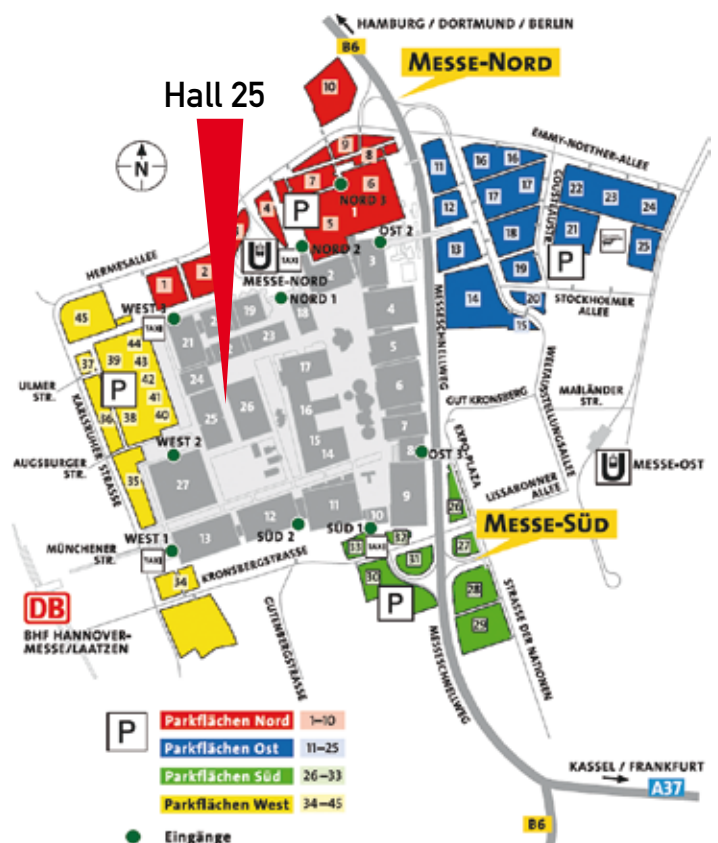 HAMBURG / DORTMUND / BERLIN
B6
MESSE-NORD
Hall 25
10
N
9
8
7
6
1
5
4
NORD 3
P
NORD 2
OST 2
U
TAXI
MESSE-NORD
NORD 1
HERMESALLEE
1
2
EMMY-NOETHER-ALLEE
COUSTEAUSTR.
11
16
16
17
17
12
18
13
19
14
20
15
22
23
24
21
25
P
STOCKHOLMER
ALLEE
WEST 3
TAXI
45
44
39
43
42
41
40
38
37
36
35
P
ULMER
STR.
KARLSRUHER STRASSE
AUGSBURGER
STR.
WEST 2
MÜNCHENER
STR.
WEST 1
TAXI
2
3
4
5
6
7
8
9
10
11
12
13
14
15
16
17
18
19
21
23
24
25
26
27
MESSESCHNELLWEG
GUT KRONSBERG
MAILÄNDER
STR.
WELTAUSSTELLUNGSALLEE
EXPO-PLAZA
LISSABONNER
ALLEE
U
MESSE-OST
OST 3
MESSE-SÜD
SÜD 1
SÜD 2
TAXI
26
27
28
29
30
31
32
33
P
34
KRONSBERGSTRASSE
GUTENBERGSTRASSE
STRASSE DER NATIONEN
MESSESCHNELLWEG
DB
BHF HANNOVER-
MESSE/LAATZEN
P
Parkflächen Nord 1–10
Parkflächen Ost 11–25
Parkflächen Süd 26–33
Parkflächen West 34–45
Eingänge
KASSEL / FRANKFURT
A37
B6